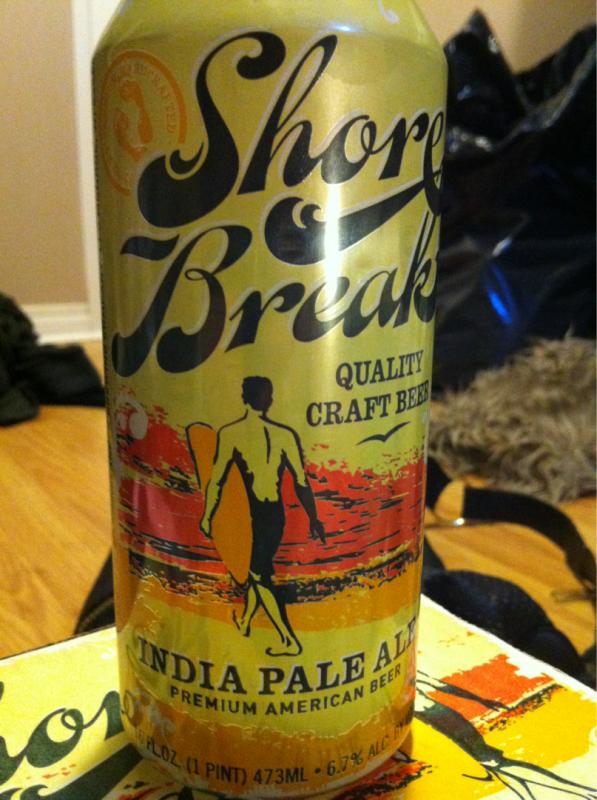 Shore
Break
QUALITY
CRAFT BEER
INDIA PALE ALE
PREMIUM AMERICAN BEER
FL.OZ. (1 PINT) 473ML • 6.7% ALC. BY